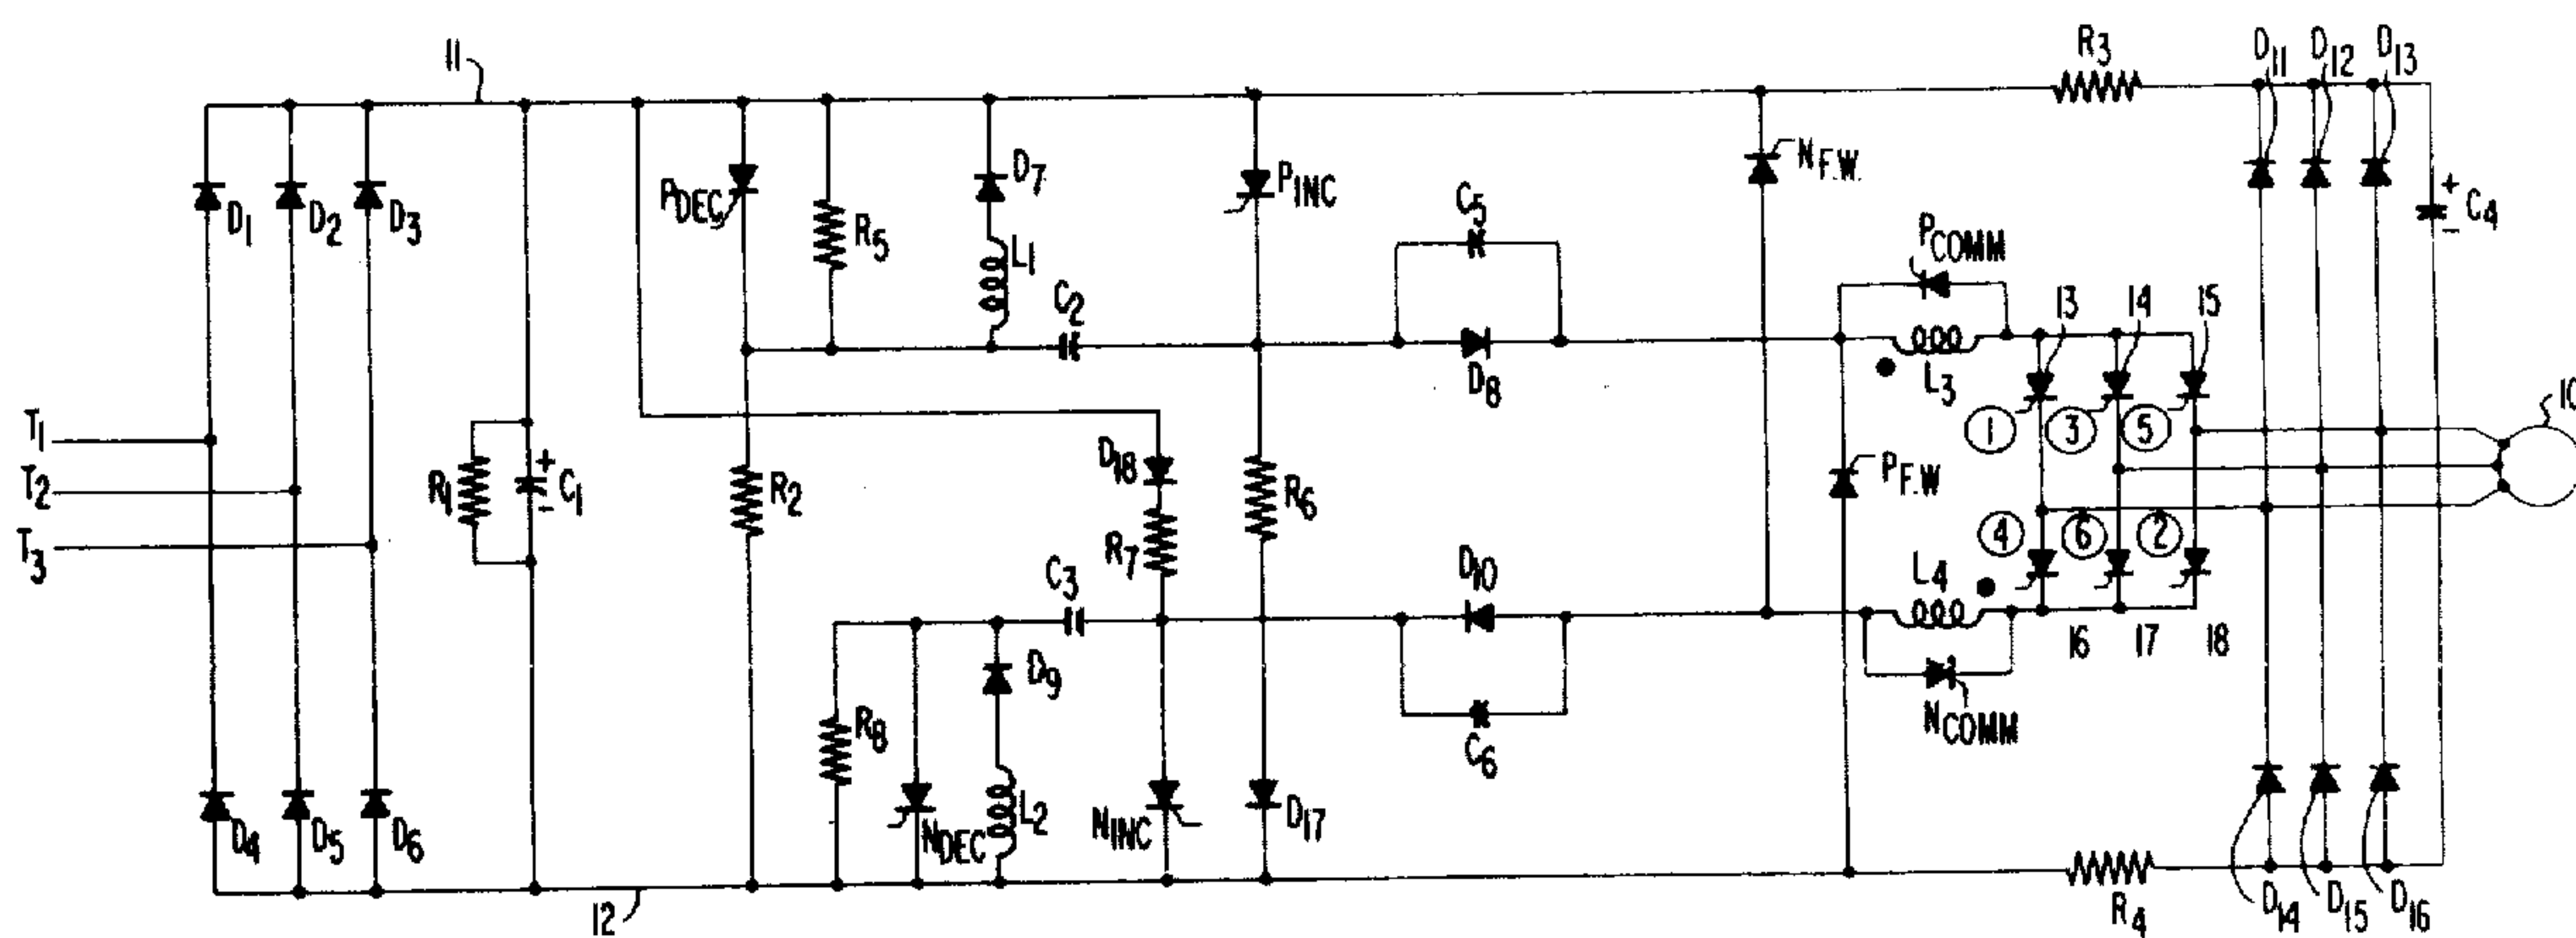 11
R3
D11
D12
D13
D1
D2
D3
PDEC
R5
D7
L1
C2
PINC
C5
D8
NF.W.
PCOMM
L3
13
14
15
+
C4
-
10
T1
T2
T3
R1
+
C1
-
R2
D18
R7
R6
PF.W
1
3
5
4
6
2
C3
D10
L4
16
17
18
D4
D5
D6
R8
NDEC
D9
L2
NINC
D17
C6
NCOMM
12
R4
D14
D15
D16